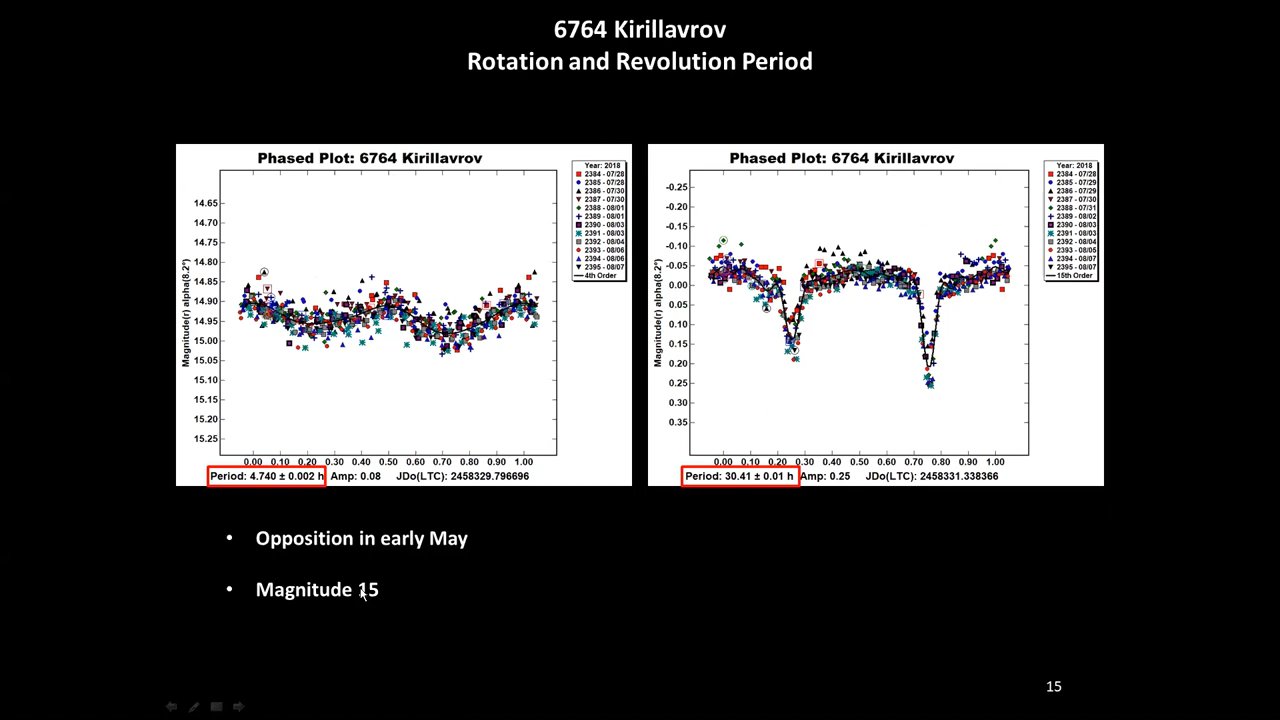 6764 Kirillavrov
Rotation and Revolution Period
Phased Plot: 6764 Kirillavrov
Year: 2018
2384 - 07/28
2385 - 07/28
2386 - 07/30
2387 - 07/30
2388 - 08/01
2389 - 08/01
2390 - 08/03
2391 - 08/03
2392 - 08/04
2393 - 08/06
2394 - 08/06
2395 - 08/07
4th Order
Magnitude(r) alpha(8.2°)
14.65
14.70
14.75
14.80
14.85
14.90
14.95
15.00
15.05
15.10
15.15
15.20
15.25
0.00 0.10 0.20 0.30 0.40 0.50 0.60 0.70 0.80 0.90 1.00
Period: 4.740 ± 0.002 h Amp: 0.08 JDo(LTC): 2458329.796696
Phased Plot: 6764 Kirillavrov
Year: 2018
2384 - 07/28
2385 - 07/29
2386 - 07/29
2387 - 07/30
2388 - 07/31
2389 - 08/02
2390 - 08/03
2391 - 08/03
2392 - 08/04
2393 - 08/05
2394 - 08/07
2395 - 08/07
15th Order
Magnitude(r) alpha(8.2°)
-0.25
-0.20
-0.15
-0.10
-0.05
0.00
0.05
0.10
0.15
0.20
0.25
0.30
0.35
0.00 0.10 0.20 0.30 0.40 0.50 0.60 0.70 0.80 0.90 1.00
Period: 30.41 ± 0.01 h Amp: 0.25 JDo(LTC): 2458331.338366
• Opposition in early May
• Magnitude 15
15